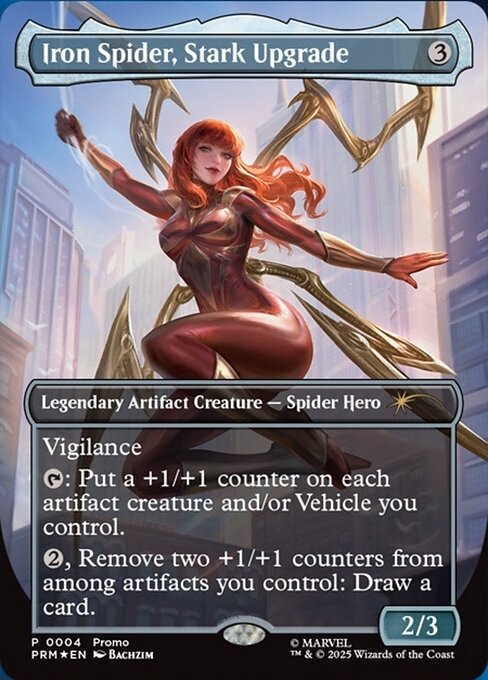 Iron Spider, Stark Upgrade 3
Legendary Artifact Creature — Spider Hero
Vigilance
: Put a +1/+1 counter on each
artifact creature and/or Vehicle you
control.
2, Remove two +1/+1 counters from
among artifacts you control: Draw a
card.
2/3
P 0004 Promo
PRM★EN Bachzim
© MARVEL
™ & © 2025 Wizards of the Coast